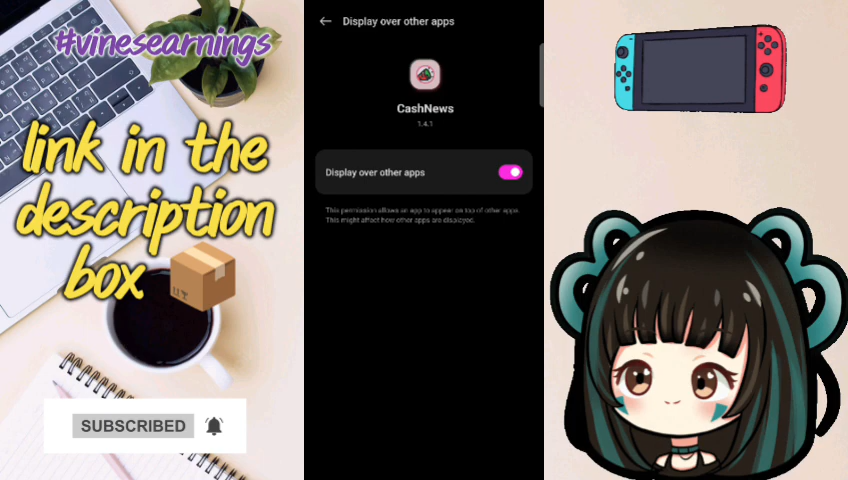 #vinesearnings
link in the
description
box
SUBSCRIBED
Display over other apps
CashNews
1.4.1
Display over other apps
This permission allows an app to appear on top of other apps.
This might affect how other apps are displayed.